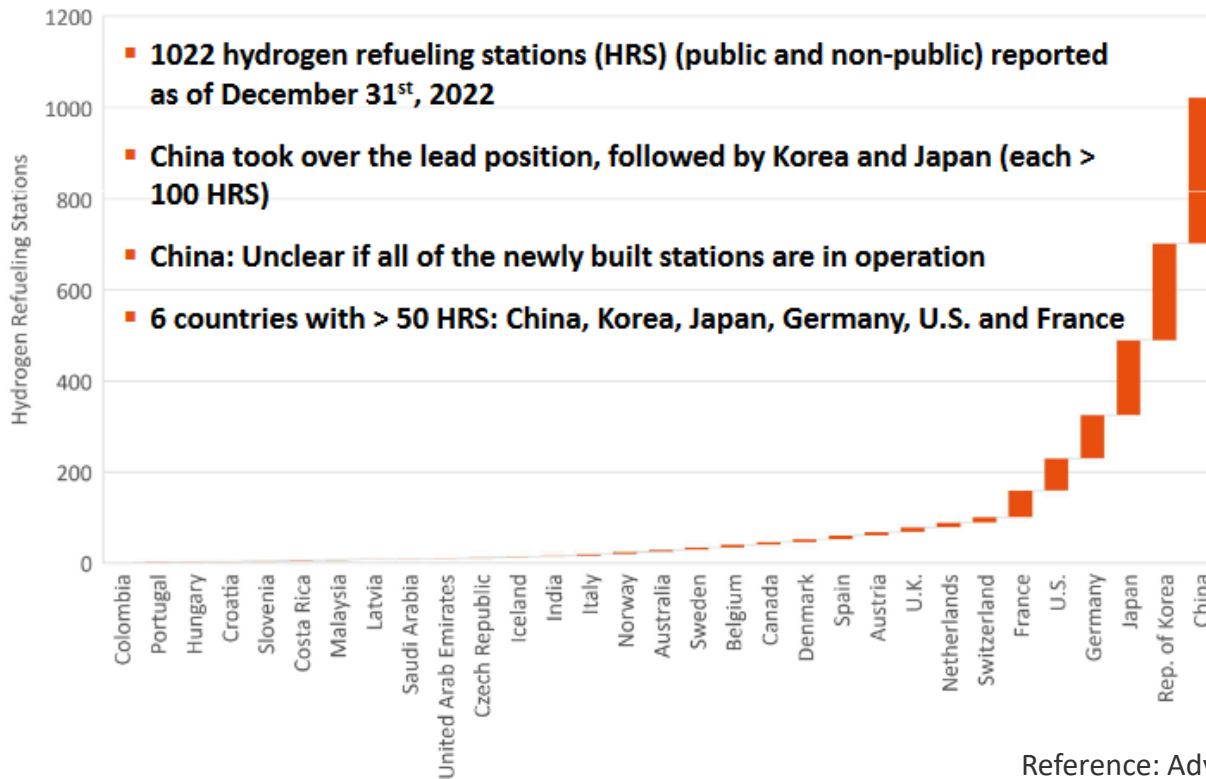 1200
1000
800
600
400
200
0
Hydrogen Refueling Stations
▪ 1022 hydrogen refueling stations (HRS) (public and non-public) reported
as of December 31st, 2022
▪ China took over the lead position, followed by Korea and Japan (each >
100 HRS)
▪ China: Unclear if all of the newly built stations are in operation
▪ 6 countries with > 50 HRS: China, Korea, Japan, Germany, U.S. and France
Colombia
Portugal
Hungary
Croatia
Slovenia
Costa Rica
Malaysia
Latvia
Saudi Arabia
United Arab Emirates
Czech Republic
Iceland
India
Italy
Norway
Australia
Sweden
Belgium
Canada
Denmark
Spain
Austria
U.K.
Netherlands
Switzerland
France
U.S.
Germany
Japan
Rep. of Korea
China
Reference: